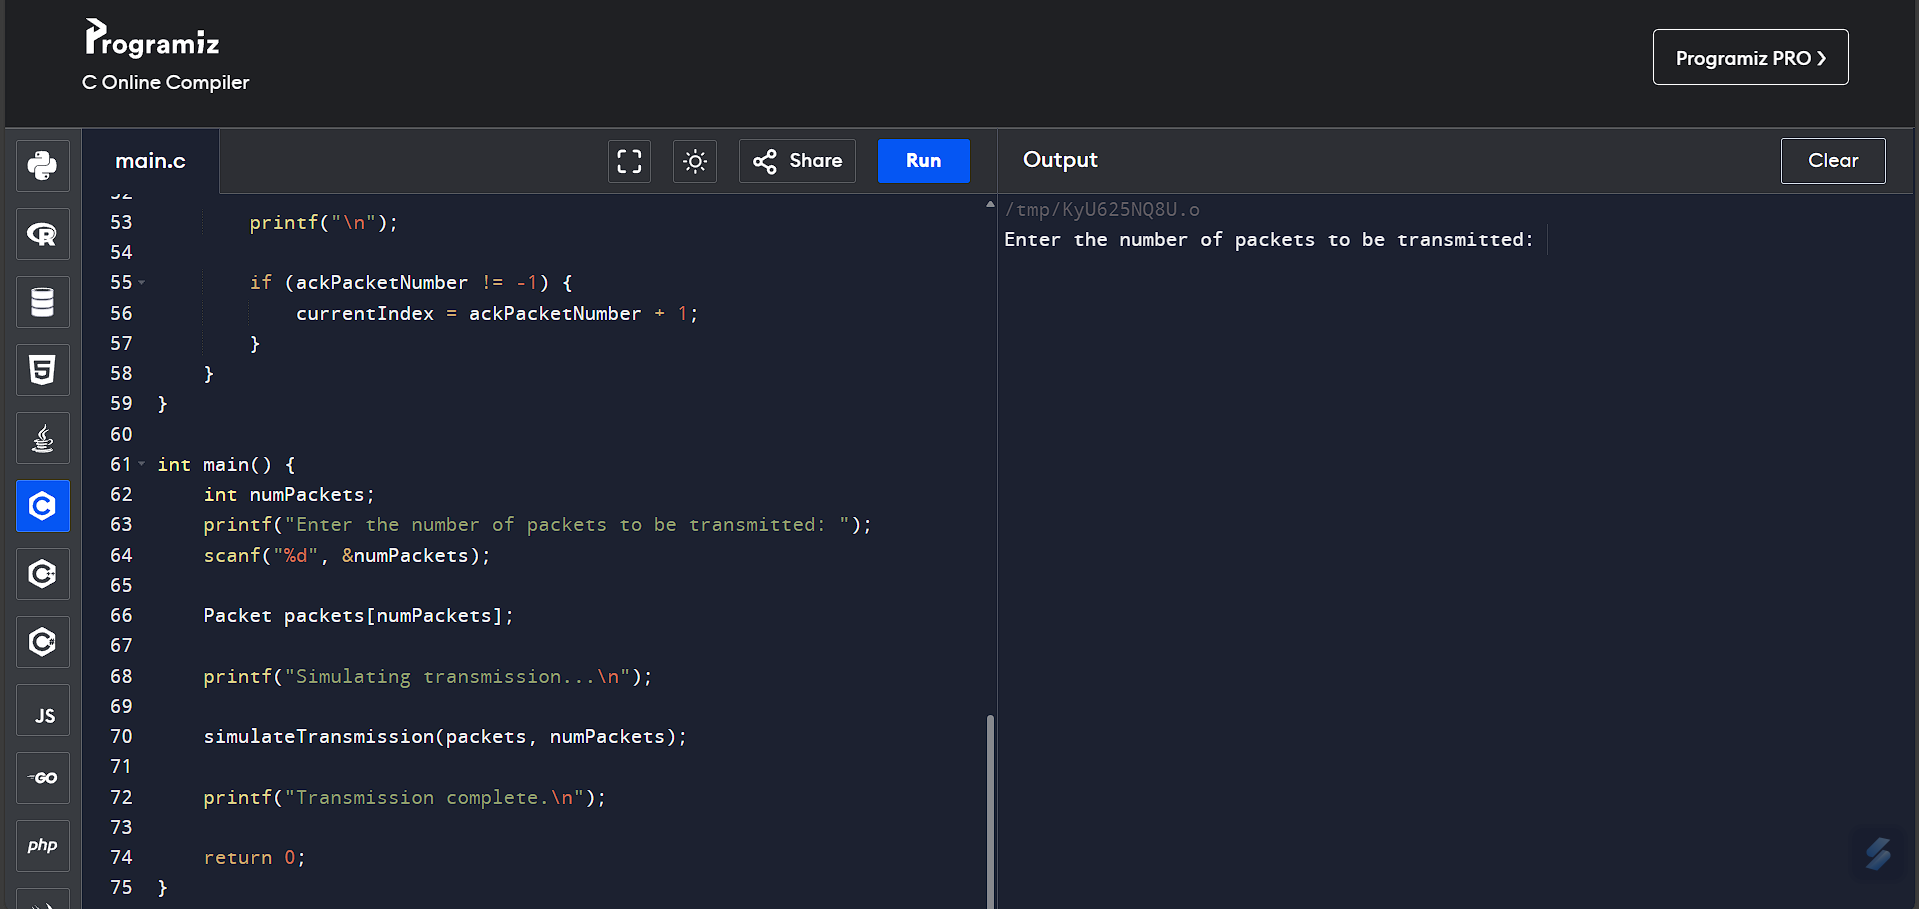 Programiz
C Online Compiler
Programiz PRO ❯
main.c
Share
Run
Output
Clear
53 printf("\n");
54
55 if (ackPacketNumber != -1) {
56 currentIndex = ackPacketNumber + 1;
57 }
58 }
59 }
60
61 int main() {
62 int numPackets;
63 printf("Enter the number of packets to be transmitted: ");
64 scanf("%d", &numPackets);
65
66 Packet packets[numPackets];
67
68 printf("Simulating transmission...\n");
69
70 simulateTransmission(packets, numPackets);
71
72 printf("Transmission complete.\n");
73
74 return 0;
75 }
/tmp/KyU625NQ8U.o
Enter the number of packets to be transmitted:
R
5
C
C++
C#
JS
GO
php